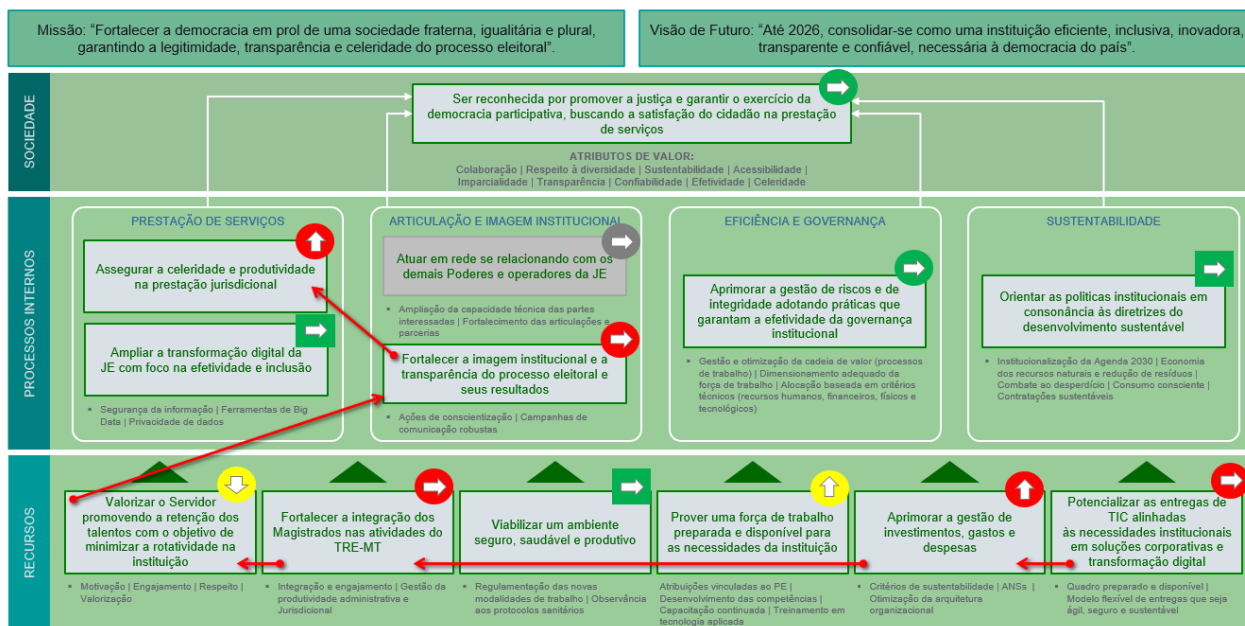 Missão: “Fortalecer a democracia em prol de uma sociedade fraterna, igualitária e plural,
garantindo a legitimidade, transparência e celeridade do processo eleitoral”.
Visão de Futuro: “Até 2026, consolidar-se como uma instituição eficiente, inclusiva, inovadora,
transparente e confiável, necessária à democracia do país”.
SOCIEDADE
Ser reconhecida por promover a justiça e garantir o exercício da
democracia participativa, buscando a satisfação do cidadão na prestação
de serviços
ATRIBUTOS DE VALOR:
Colaboração | Respeito à diversidade | Sustentabilidade | Acessibilidade |
Imparcialidade | Transparência | Confiabilidade | Efetividade | Celeridade
PROCESSOS INTERNOS
PRESTAÇÃO DE SERVIÇOS
Assegurar a celeridade e produtividade
na prestação jurisdicional
Ampliar a transformação digital da
JE com foco na efetividade e inclusão
▪ Segurança da informação | Ferramentas de Big
Data | Privacidade de dados
ARTICULAÇÃO E IMAGEM INSTITUCIONAL
Atuar em rede se relacionando com os
demais Poderes e operadores da JE
▪ Ampliação da capacidade técnica das partes
interessadas | Fortalecimento das articulações e
parcerias
Fortalecer a imagem institucional e a
transparência do processo eleitoral e
seus resultados
▪ Ações de conscientização | Campanhas de
comunicação robustas
EFICIÊNCIA E GOVERNANÇA
Aprimorar a gestão de riscos e de
integridade adotando práticas que
garantam a efetividade da governança
institucional
▪ Gestão e otimização da cadeia de valor (processos
de trabalho) | Dimensionamento adequado da
força de trabalho | Alocação baseada em critérios
técnicos (recursos humanos, financeiros, físicos e
tecnológicos)
SUSTENTABILIDADE
Orientar as politicas institucionais em
consonância às diretrizes do
desenvolvimento sustentável
▪ Institucionalização da Agenda 2030 | Economia
dos recursos naturais e redução de resíduos |
Combate ao desperdício | Consumo consciente |
Contratações sustentáveis
RECURSOS
Valorizar o Servidor
promovendo a retenção dos
talentos com o objetivo de
minimizar a rotatividade na
instituição
▪ Motivação | Engajamento | Respeito |
Valorização
Fortalecer a integração dos
Magistrados nas atividades do
TRE-MT
▪ Integração e engajamento | Gestão da
produtividade administrativa e
Jurisdicional
Viabilizar um ambiente
seguro, saudável e produtivo
▪ Regulamentação das novas
modalidades de trabalho | Observância
aos protocolos sanitários
Prover uma força de trabalho
preparada e disponível para
as necessidades da instituição
Atribuições vinculadas ao PE |
Desenvolvimento das competências |
Capacitação continuada | Treinamento em
tecnologia aplicada
Aprimorar a gestão de
investimentos, gastos e
despesas
▪ Critérios de sustentabilidade | ANSs |
Otimização da arquitetura
organizacional
Potencializar as entregas de
TIC alinhadas
às necessidades institucionais
em soluções corporativas e
transformação digital
▪ Quadro preparado e disponível |
Modelo flexível de entregas que seja
ágil, seguro e sustentável